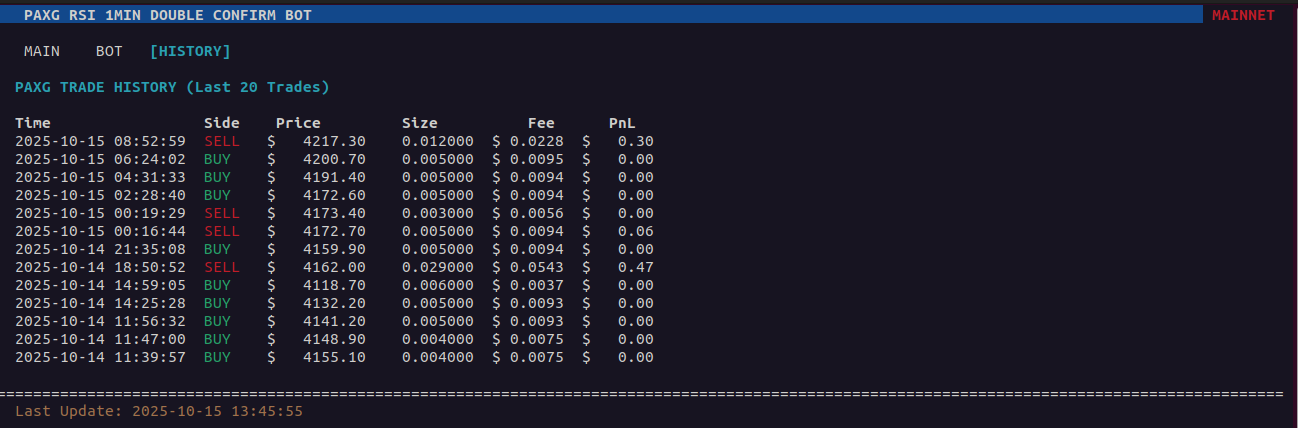 PAXG RSI 1MIN DOUBLE CONFIRM BOT MAINNET
MAIN BOT [HISTORY]
PAXG TRADE HISTORY (Last 20 Trades)
Time Side Price Size Fee PnL
2025-10-15 08:52:59 SELL $ 4217.30 0.012000 $ 0.0228 $ 0.30
2025-10-15 06:24:02 BUY $ 4200.70 0.005000 $ 0.0095 $ 0.00
2025-10-15 04:31:33 BUY $ 4191.40 0.005000 $ 0.0094 $ 0.00
2025-10-15 02:28:40 BUY $ 4172.60 0.005000 $ 0.0094 $ 0.00
2025-10-15 00:19:29 SELL $ 4173.40 0.003000 $ 0.0056 $ 0.00
2025-10-15 00:16:44 SELL $ 4172.70 0.005000 $ 0.0094 $ 0.06
2025-10-14 21:35:08 BUY $ 4159.90 0.005000 $ 0.0094 $ 0.00
2025-10-14 18:50:52 SELL $ 4162.00 0.029000 $ 0.0543 $ 0.47
2025-10-14 14:59:05 BUY $ 4118.70 0.006000 $ 0.0037 $ 0.00
2025-10-14 14:25:28 BUY $ 4132.20 0.005000 $ 0.0093 $ 0.00
2025-10-14 11:56:32 BUY $ 4141.20 0.005000 $ 0.0093 $ 0.00
2025-10-14 11:47:00 BUY $ 4148.90 0.004000 $ 0.0075 $ 0.00
2025-10-14 11:39:57 BUY $ 4155.10 0.004000 $ 0.0075 $ 0.00
Last Update: 2025-10-15 13:45:55